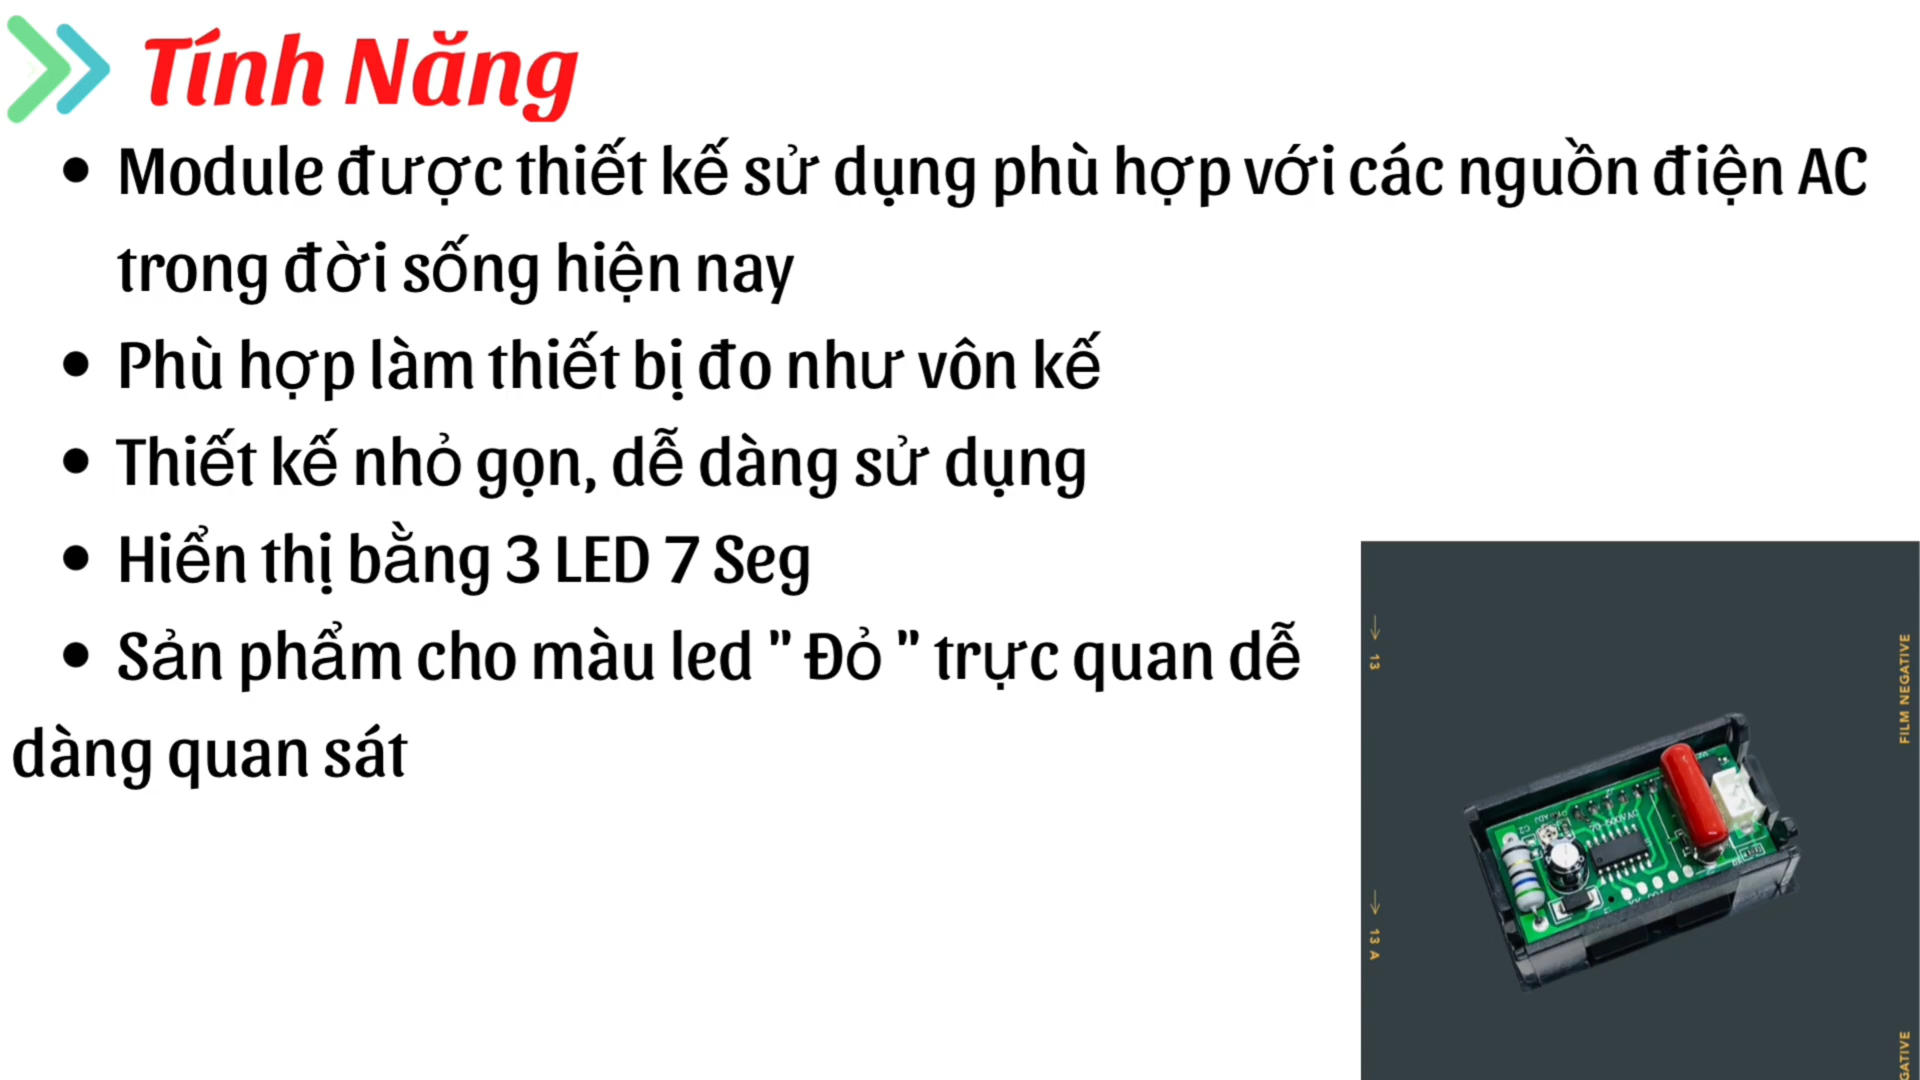 Tính Năng
Module được thiết kế sử dụng phù hợp với các nguồn điện AC
trong đời sống hiện nay
Phù hợp làm thiết bị đo như vôn kế
Thiết kế nhỏ gọn, dễ dàng sử dụng
Hiển thị bằng 3 LED 7 Seg
Sản phẩm cho màu led " Đỏ " trực quan dễ
dàng quan sát
13
FILM NEGATIVE
13 A
GATIVE
C2